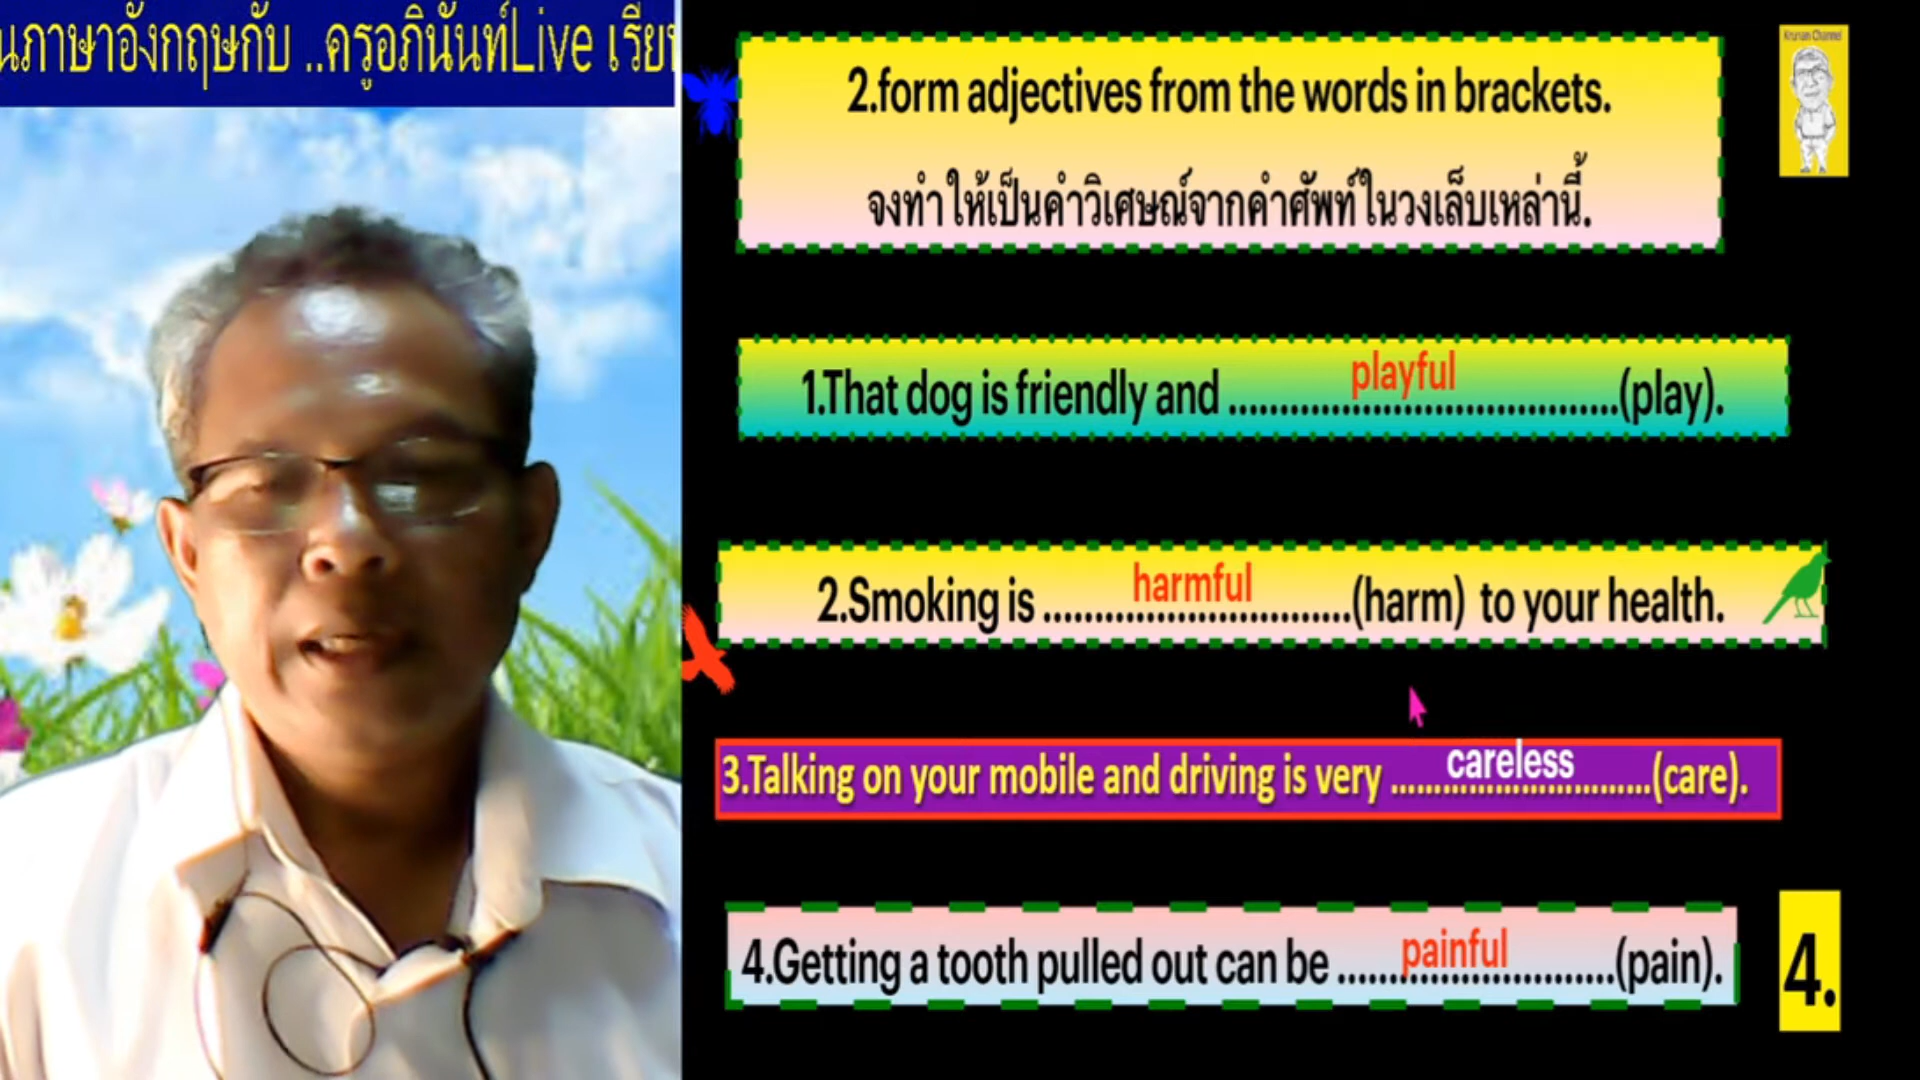 นภาษาอังกฤษกับ ..ครูอภินันท์Live เรีย
Krunan Channel
2.form adjectives from the words in brackets.
จงทำให้เป็นคำวิเศษณ์จากคำศัพท์ในวงเล็บเหล่านี้.
1.That dog is friendly and ......................................(play).
playful
2.Smoking is ..............................(harm) to your health.
harmful
3.Talking on your mobile and driving is very ..............................(care).
careless
4.Getting a tooth pulled out can be ...........................(pain).
painful
4.